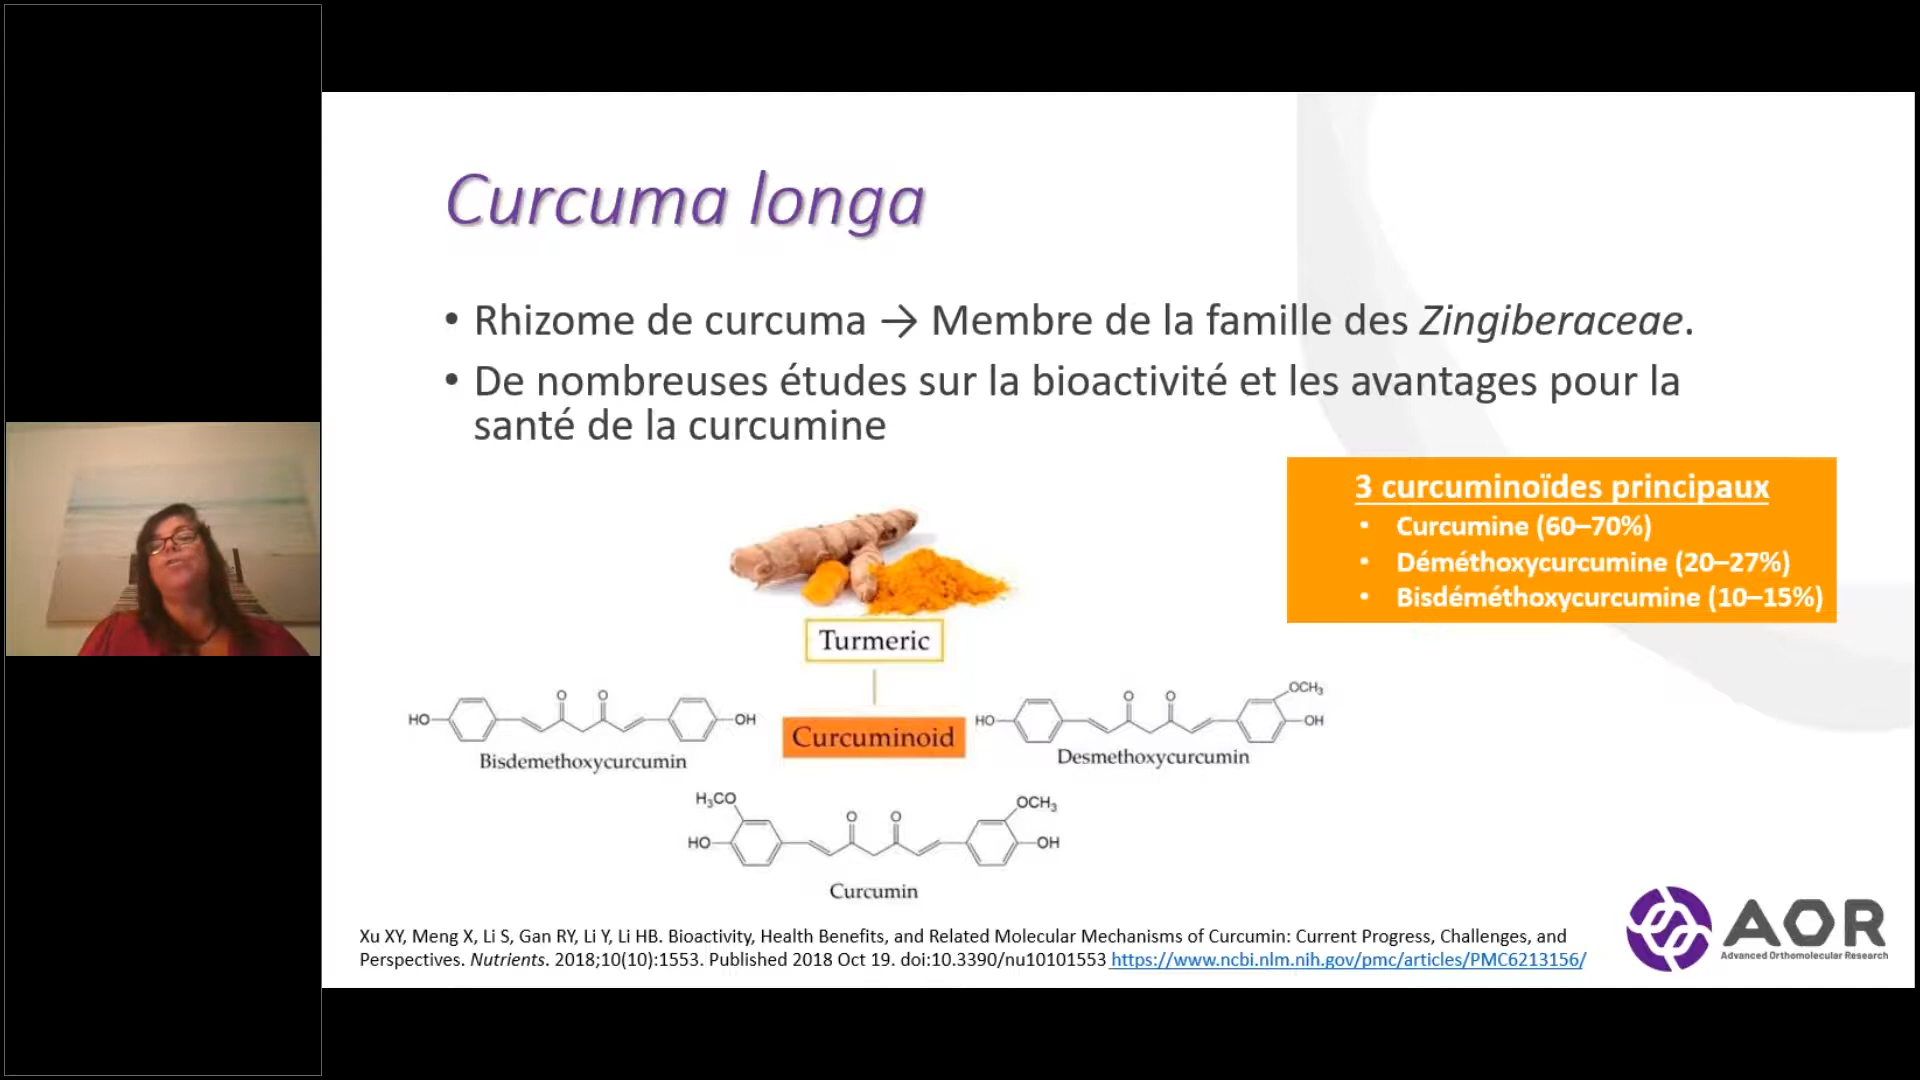 Curcuma longa
• Rhizome de curcuma → Membre de la famille des Zingiberaceae.
• De nombreuses études sur la bioactivité et les avantages pour la
santé de la curcumine
3 curcuminoïdes principaux
• Curcumine (60–70%)
• Déméthoxycurcumine (20–27%)
• Bisdéméthoxycurcumine (10–15%)
Turmeric
Curcuminoid
HO
O
O
OH
Bisdemethoxycurcumin
HO
O
O
OCH3
OH
Desmethoxycurcumin
H3CO
HO
O
O
OCH3
OH
Curcumin
Xu XY, Meng X, Li S, Gan RY, Li Y, Li HB. Bioactivity, Health Benefits, and Related Molecular Mechanisms of Curcumin: Current Progress, Challenges, and
Perspectives. Nutrients. 2018;10(10):1553. Published 2018 Oct 19. doi:10.3390/nu10101553 https://www.ncbi.nlm.nih.gov/pmc/articles/PMC6213156/
AOR
Advanced Orthomolecular Research